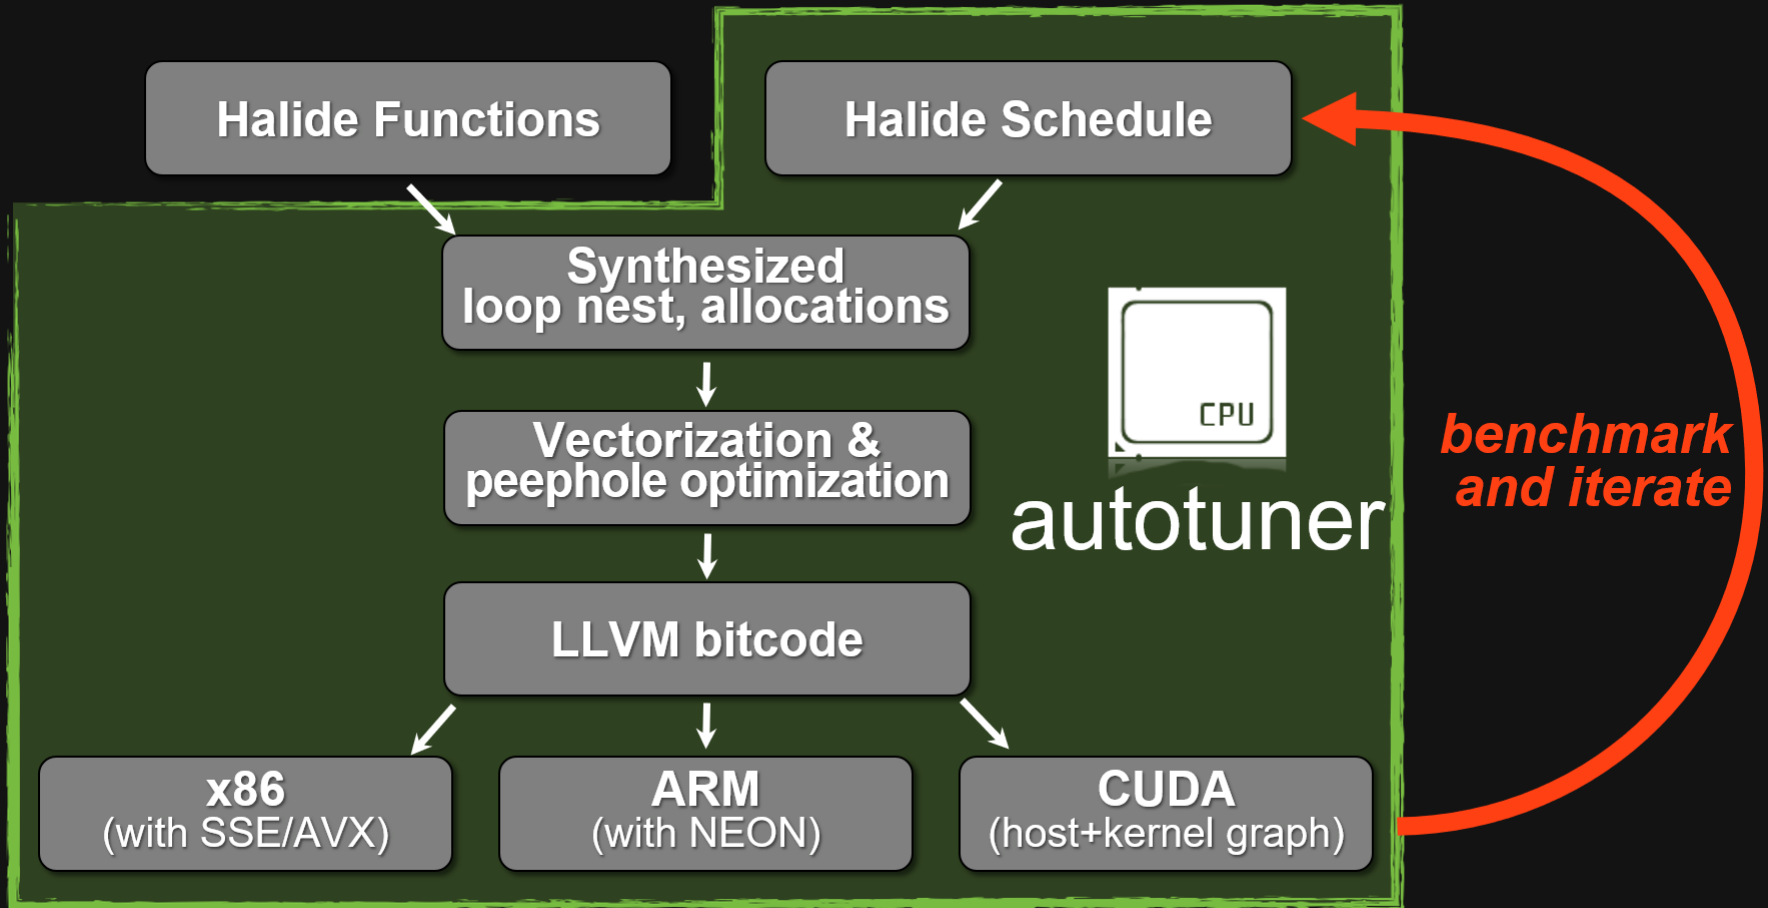 Halide Functions
Halide Schedule
Synthesized
loop nest, allocations
Vectorization &
peephole optimization
CPU
autotuner
benchmark
and iterate
LLVM bitcode
x86
(with SSE/AVX)
ARM
(with NEON)
CUDA
(host+kernel graph)